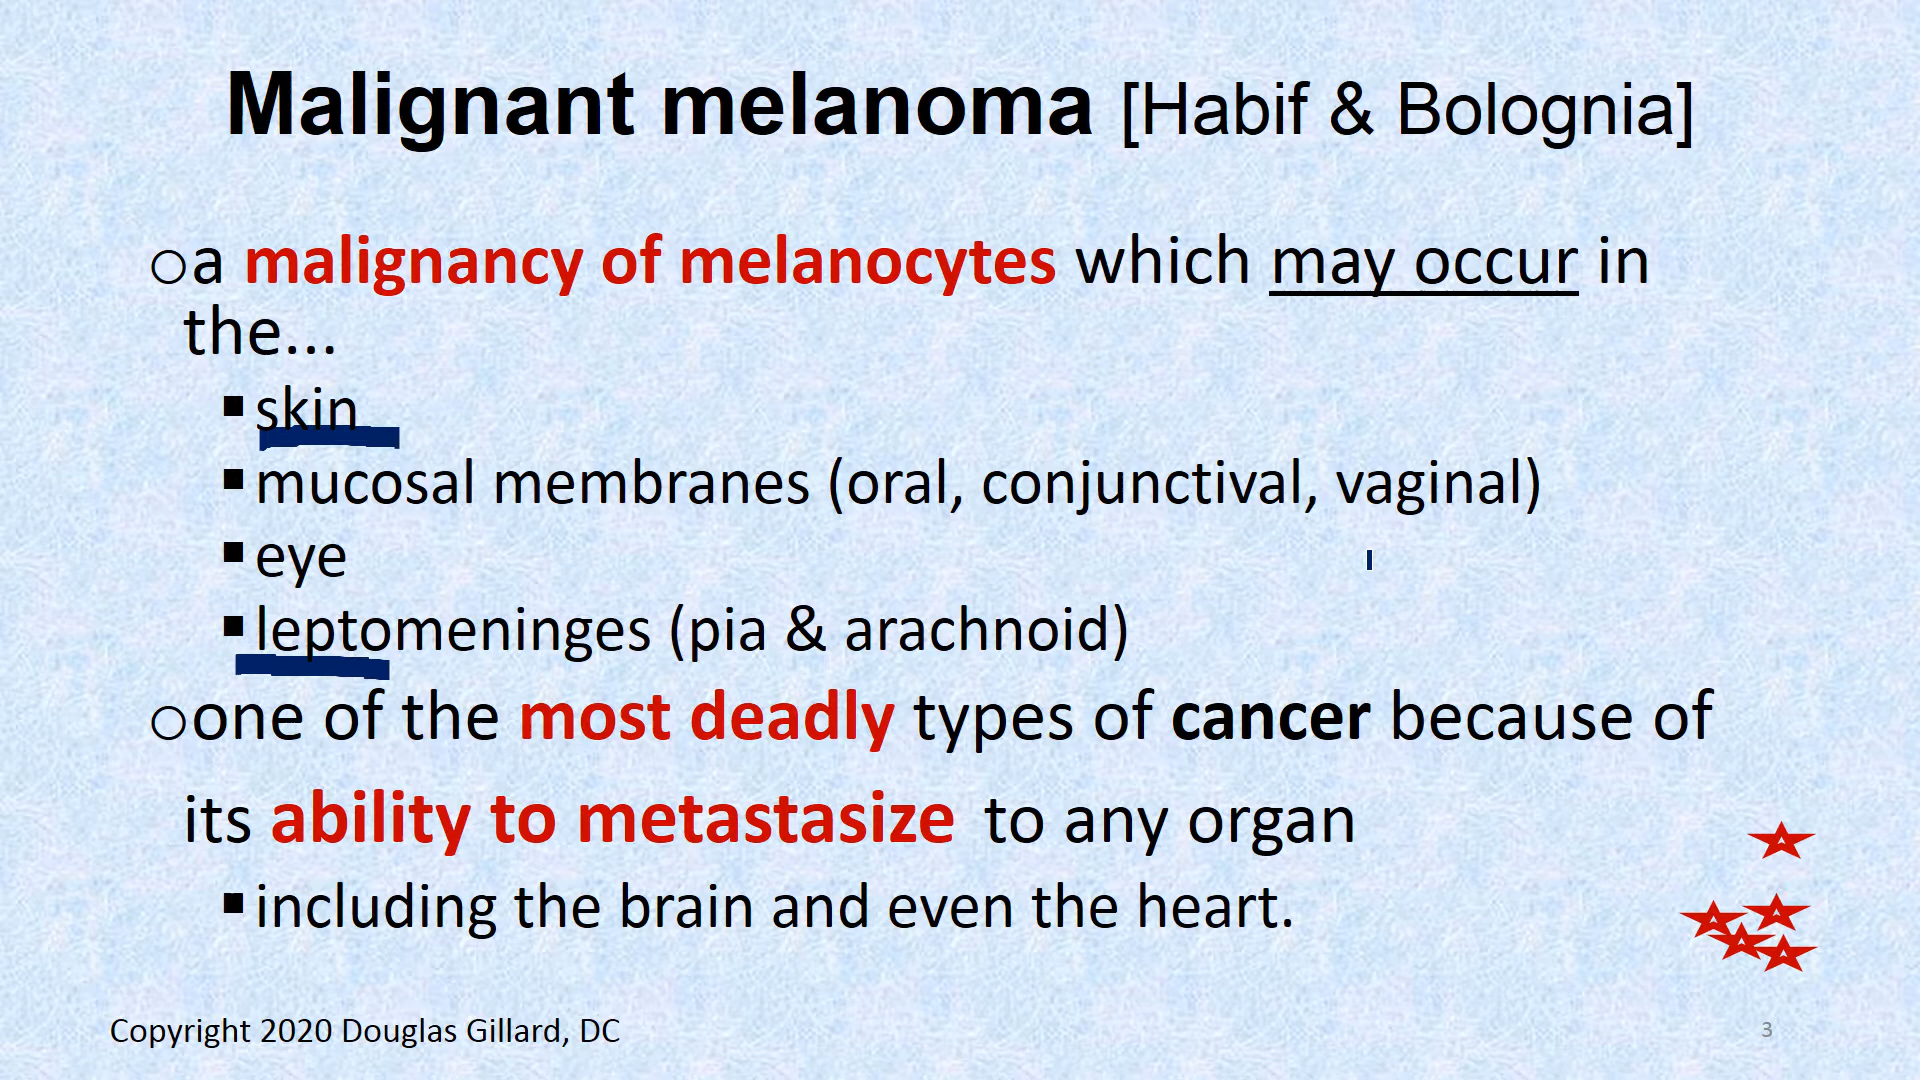 Malignant melanoma [Habif & Bolognia]
○a malignancy of melanocytes which may occur in
the...
▪skin
▪mucosal membranes (oral, conjunctival, vaginal)
▪eye
▪leptomeninges (pia & arachnoid)
○one of the most deadly types of cancer because of
its ability to metastasize to any organ
▪including the brain and even the heart.
Copyright 2020 Douglas Gillard, DC
3